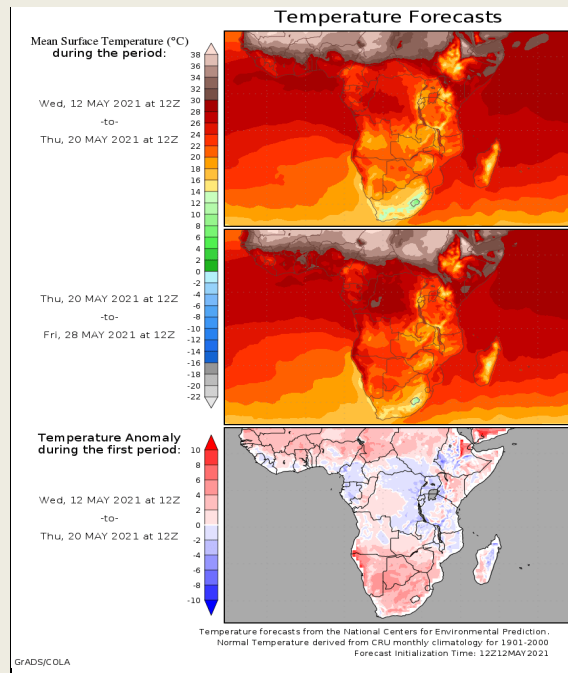 Temperature Forecasts
Mean Surface Temperature (°C)
during the period:
Wed, 12 MAY 2021 at 12Z
-to-
Thu, 20 MAY 2021 at 12Z
38
36
34
32
30
28
26
24
22
20
18
16
14
12
10
8
6
4
2
0
-2
-4
-6
-8
-10
-12
-14
-16
-18
-20
-22
Thu, 20 MAY 2021 at 12Z
-to-
Fri, 28 MAY 2021 at 12Z
Temperature Anomaly
during the first period:
Wed, 12 MAY 2021 at 12Z
-to-
Thu, 20 MAY 2021 at 12Z
10
8
6
4
2
0
-2
-4
-6
-8
-10
Temperature forecasts from the National Centers for Environmental Prediction.
Normal Temperature derived from CRU monthly climatology for 1901-2000
Forecast Initialization Time: 12Z12MAY2021
GrADS/COLA